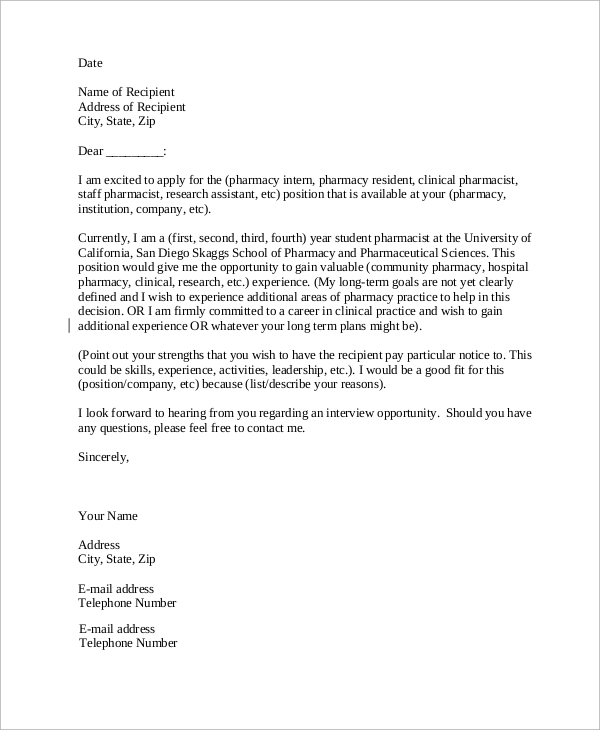 Date
Name of Recipient
Address of Recipient
City, State, Zip
Dear _________:
I am excited to apply for the (pharmacy intern, pharmacy resident, clinical pharmacist,
staff pharmacist, research assistant, etc) position that is available at your (pharmacy,
institution, company, etc).
Currently, I am a (first, second, third, fourth) year student pharmacist at the University of
California, San Diego Skaggs School of Pharmacy and Pharmaceutical Sciences. This
position would give me the opportunity to gain valuable (community pharmacy, hospital
pharmacy, clinical, research, etc.) experience. (My long-term goals are not yet clearly
defined and I wish to experience additional areas of pharmacy practice to help in this
decision. OR I am firmly committed to a career in clinical practice and wish to gain
additional experience OR whatever your long term plans might be).
(Point out your strengths that you wish to have the recipient pay particular notice to. This
could be skills, experience, activities, leadership, etc.). I would be a good fit for this
(position/company, etc) because (list/describe your reasons).
I look forward to hearing from you regarding an interview opportunity.  Should you have
any questions, please feel free to contact me.
Sincerely,
Your Name
Address
City, State, Zip
E-mail address
Telephone Number
E-mail address
Telephone Number